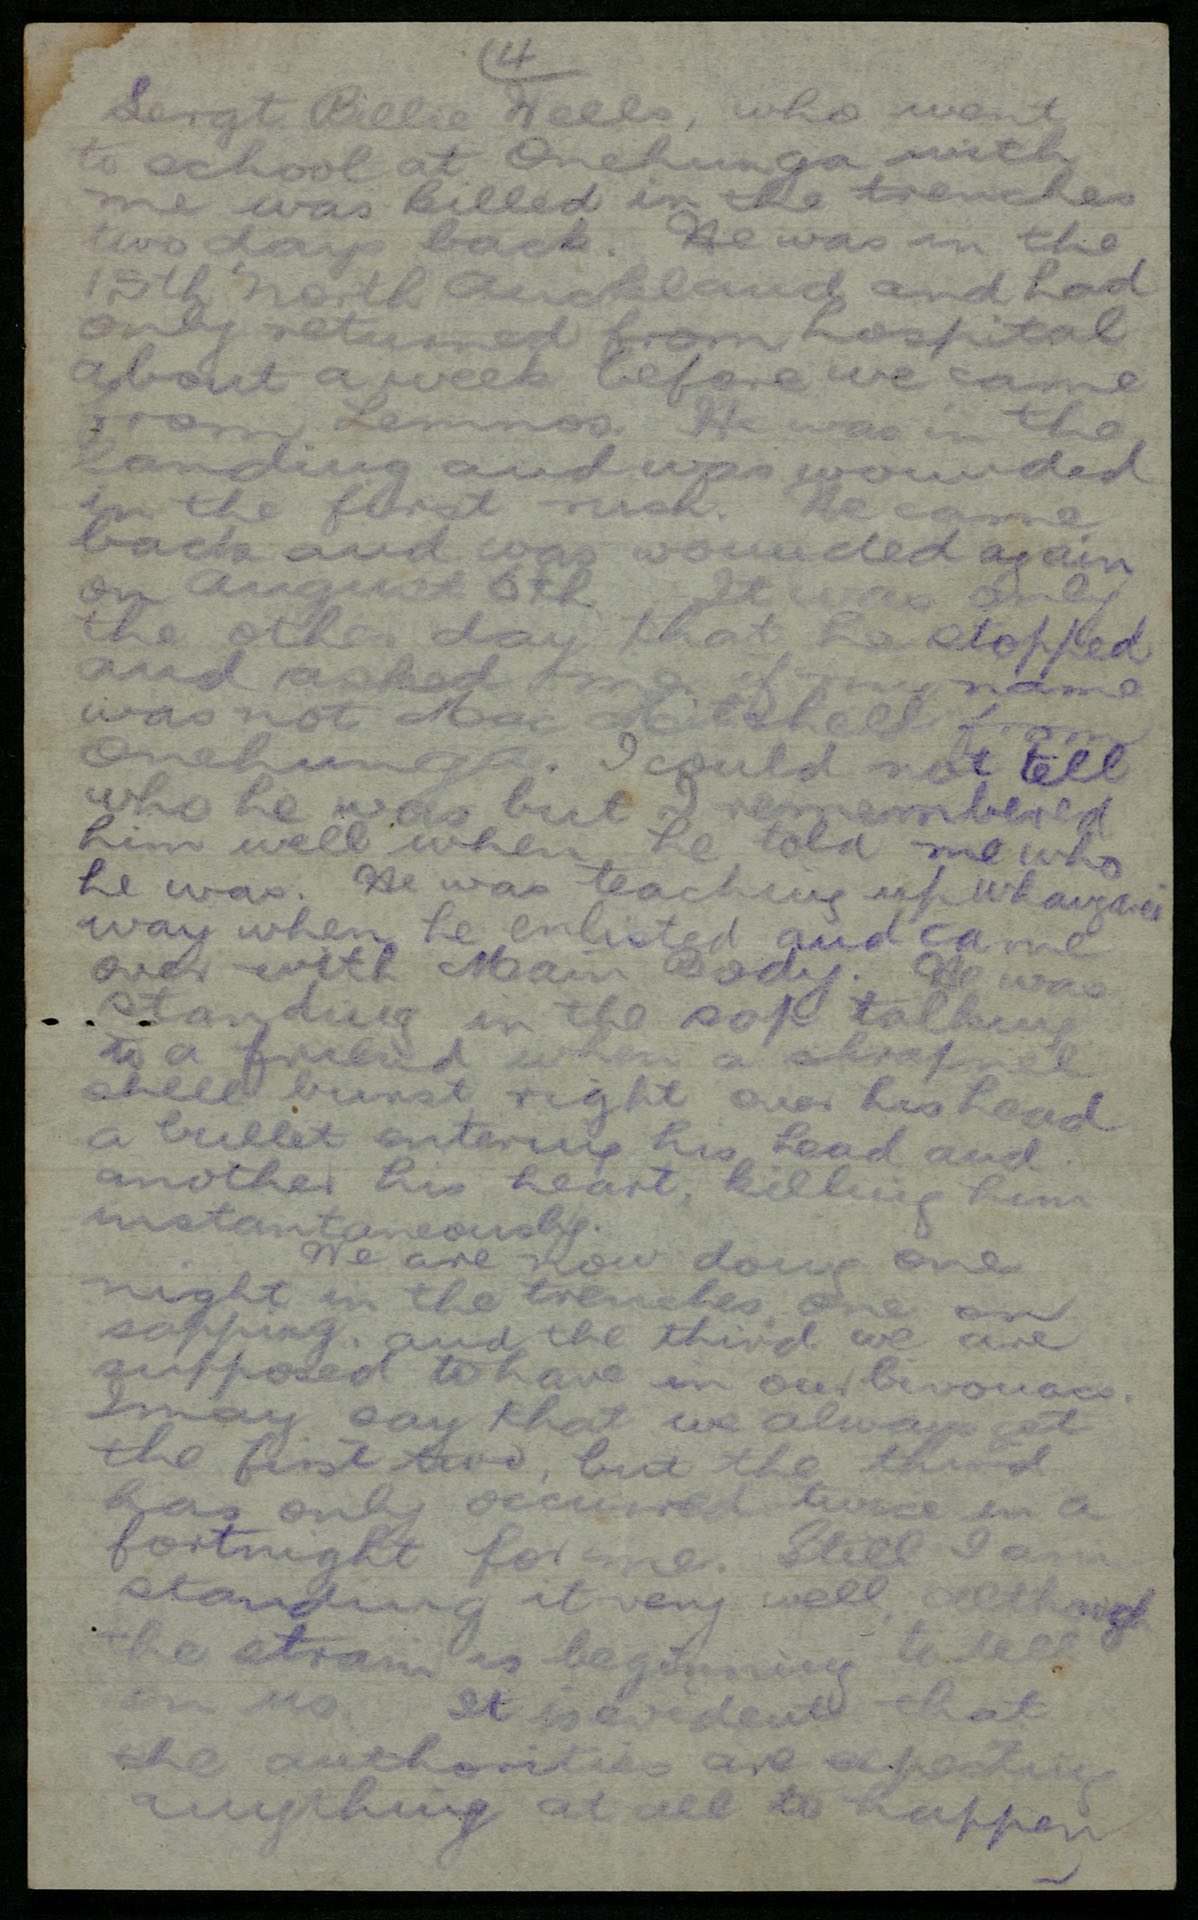 (4
Sergt Billie Wells, who went
to school at Onehunga with
me was killed in the trenches
two days back. He was in the
15th North Auckland and had
only returned from hospital
about a week before we came
from Lemnos. He was in the
Landing and was wounded
in the first rush. He came
back and was wounded again
on August 6th It was only
the other day that he stopped
and asked me if my name
was not Mac Mitchell from
Onehunga. I could not tell
who he was but I remembered
him well when he told me who
he was. He was teaching up Whangarei
way when he enlisted and came
over with Main Body. He was
standing in the sap talking
to a friend when a shrapnel
shell burst right over his head
a bullet entering his head and
another his heart, killing him
instantaneously.
We are now doing one
night in the trenches, one on
sapping, and the third we are
supposed to have in our bivouacs.
I may say that we always get
the first two, but the third
has only occurred twice in a
fortnight for me. Still I am
standing it very well, although
the strain is beginning to tell
on us. It is evident that
the authorities are expecting
anything at all to happen